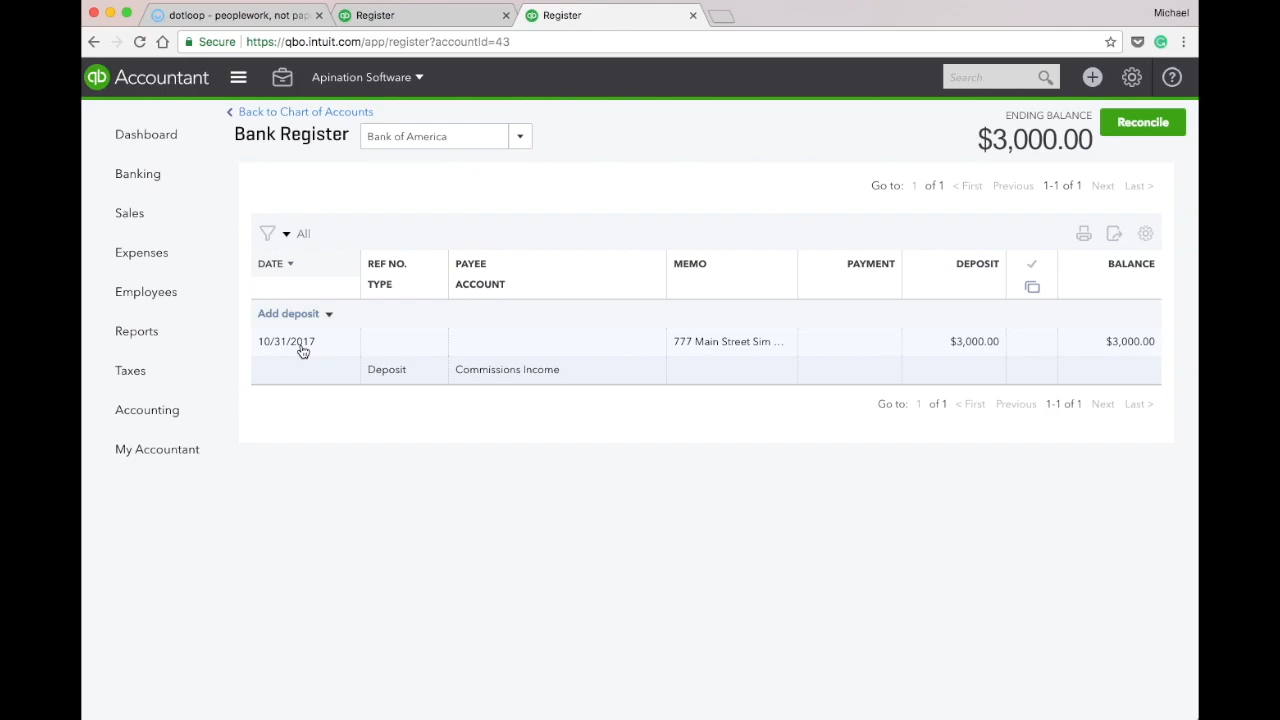 dotloop - peoplework, not pap
Register
Register
Michael
Secure
https://qbo.intuit.com/app/register?accountId=43
qb Accountant
Apination Software
Search
Dashboard
Banking
Sales
Expenses
Employees
Reports
Taxes
Accounting
My Accountant
Back to Chart of Accounts
Bank Register
Bank of America
ENDING BALANCE
$3,000.00
Reconcile
Go to: 1 of 1 < First Previous 1-1 of 1 Next Last >
All
DATE REF NO. PAYEE MEMO PAYMENT DEPOSIT BALANCE
TYPE ACCOUNT
Add deposit
10/31/2017 777 Main Street Sim ... $3,000.00 $3,000.00
Deposit Commissions Income
Go to: 1 of 1 < First Previous 1-1 of 1 Next Last >